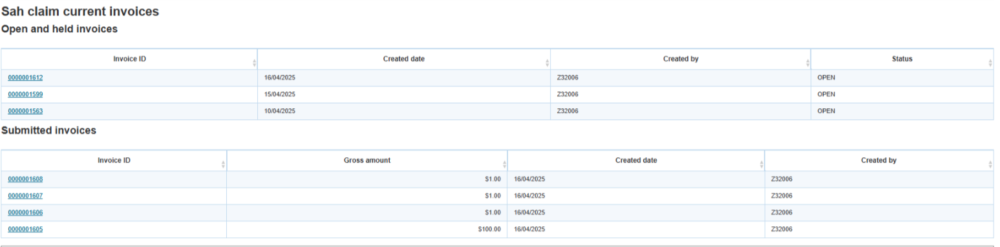 Sah claim current invoices
Open and held invoices
Invoice ID Created date Created by Status
0000001612 16/04/2025 Z32006 OPEN
0000001599 15/04/2025 Z32006 OPEN
0000001563 10/04/2025 Z32006 OPEN
Submitted invoices
Invoice ID Gross amount Created date Created by
0000001608 $1.00 16/04/2025 Z32006
0000001607 $1.00 16/04/2025 Z32006
0000001606 $1.00 16/04/2025 Z32006
0000001605 $100.00 16/04/2025 Z32006